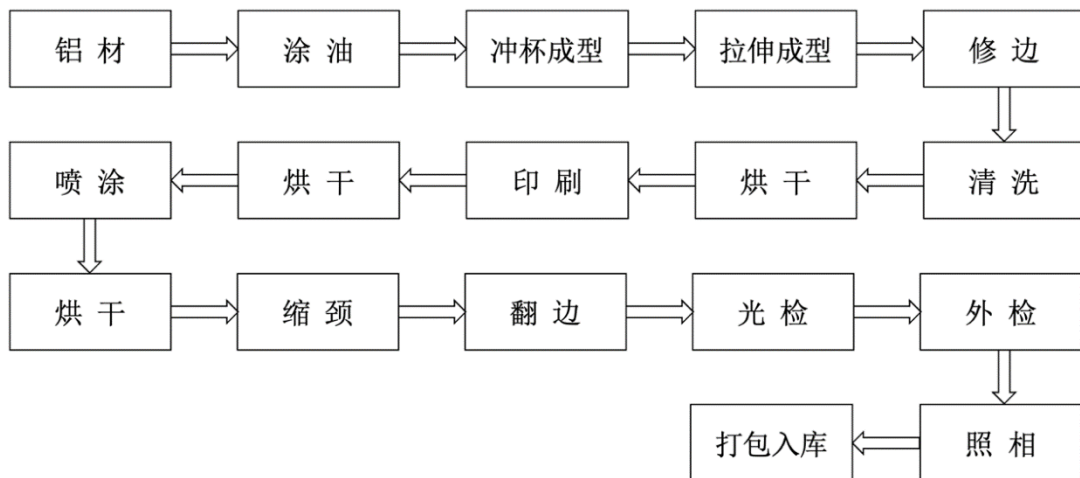 铝材
涂油
冲杯成型
拉伸成型
修边
清洗
烘干
印刷
烘干
喷涂
烘干
缩颈
翻边
光检
外检
照相
打包入库